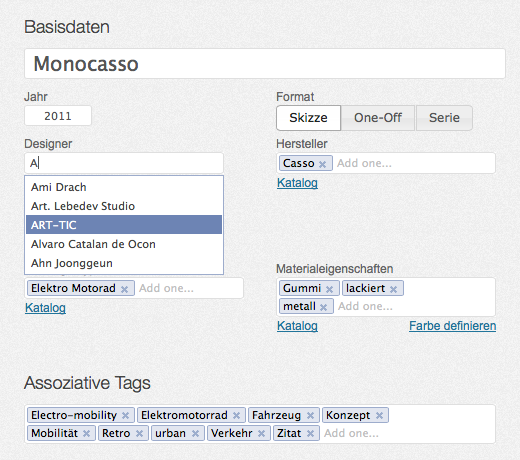 Basisdaten
Monocasso
Jahr
Format
2011
Skizze One-Off Serie
Designer
Hersteller
A
Casso × Add one...
Katalog
Ami Drach
Art. Lebedev Studio
ART-TIC
Alvaro Catalan de Ocon
Ahn Joonggeun
Materialeigenschaften
Elektro Motorad × Add one...
Gummi × lackiert ×
metall × Add one...
Katalog
Katalog Farbe definieren
Assoziative Tags
Electro-mobility × Elektromotorrad × Fahrzeug × Konzept ×
Mobilität × Retro × urban × Verkehr × Zitat × Add one...